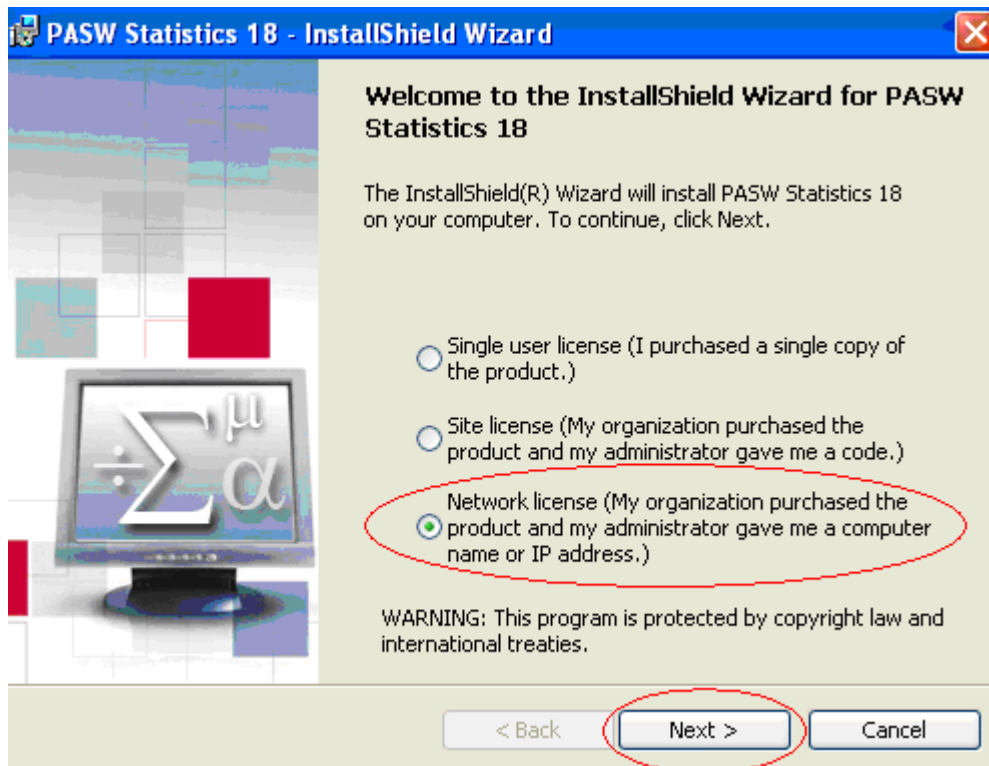 PASW Statistics 18 - InstallShield Wizard
Welcome to the InstallShield Wizard for PASW
Statistics 18
The InstallShield(R) Wizard will install PASW Statistics 18
on your computer. To continue, click Next.
Single user license (I purchased a single copy of
the product.)
Site license (My organization purchased the
product and my administrator gave me a code.)
Network license (My organization purchased the
product and my administrator gave me a computer
name or IP address.)
÷ Σ μ α
WARNING: This program is protected by copyright law and
international treaties.
< Back Next > Cancel